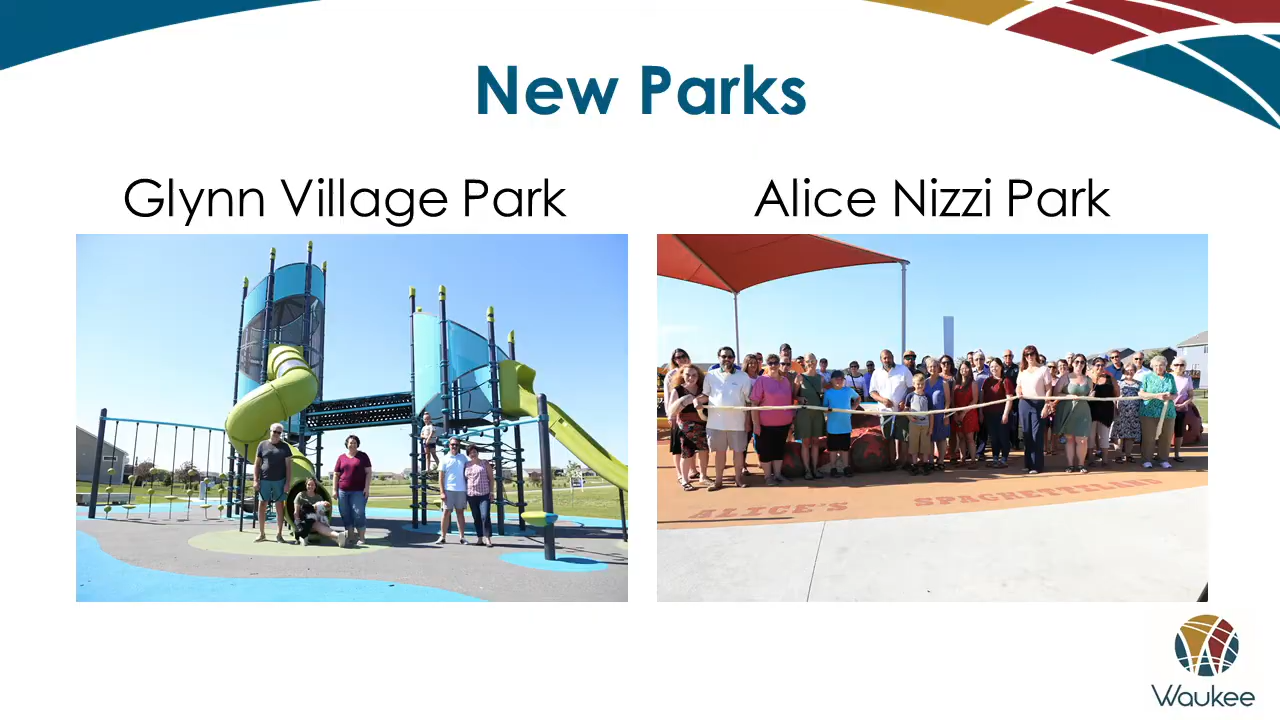 New Parks
Glynn Village Park
Alice Nizzi Park
ALICE'S SPAGHETTILAND
Waukee